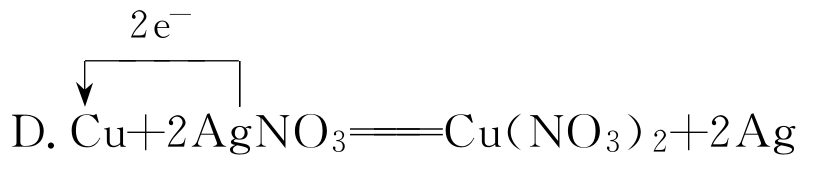 2e⁻
D. Cu+2AgNO₃══Cu(NO₃)₂+2Ag